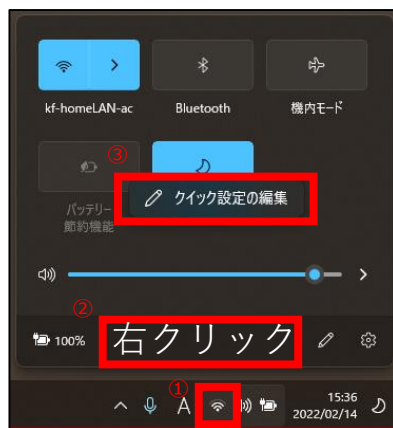 kf-homeLAN-ac Bluetooth 機内モード
③
バッテリー
節約機能
クイック設定の編集
②
100% 右クリック
①
A 15:36
2022/02/14